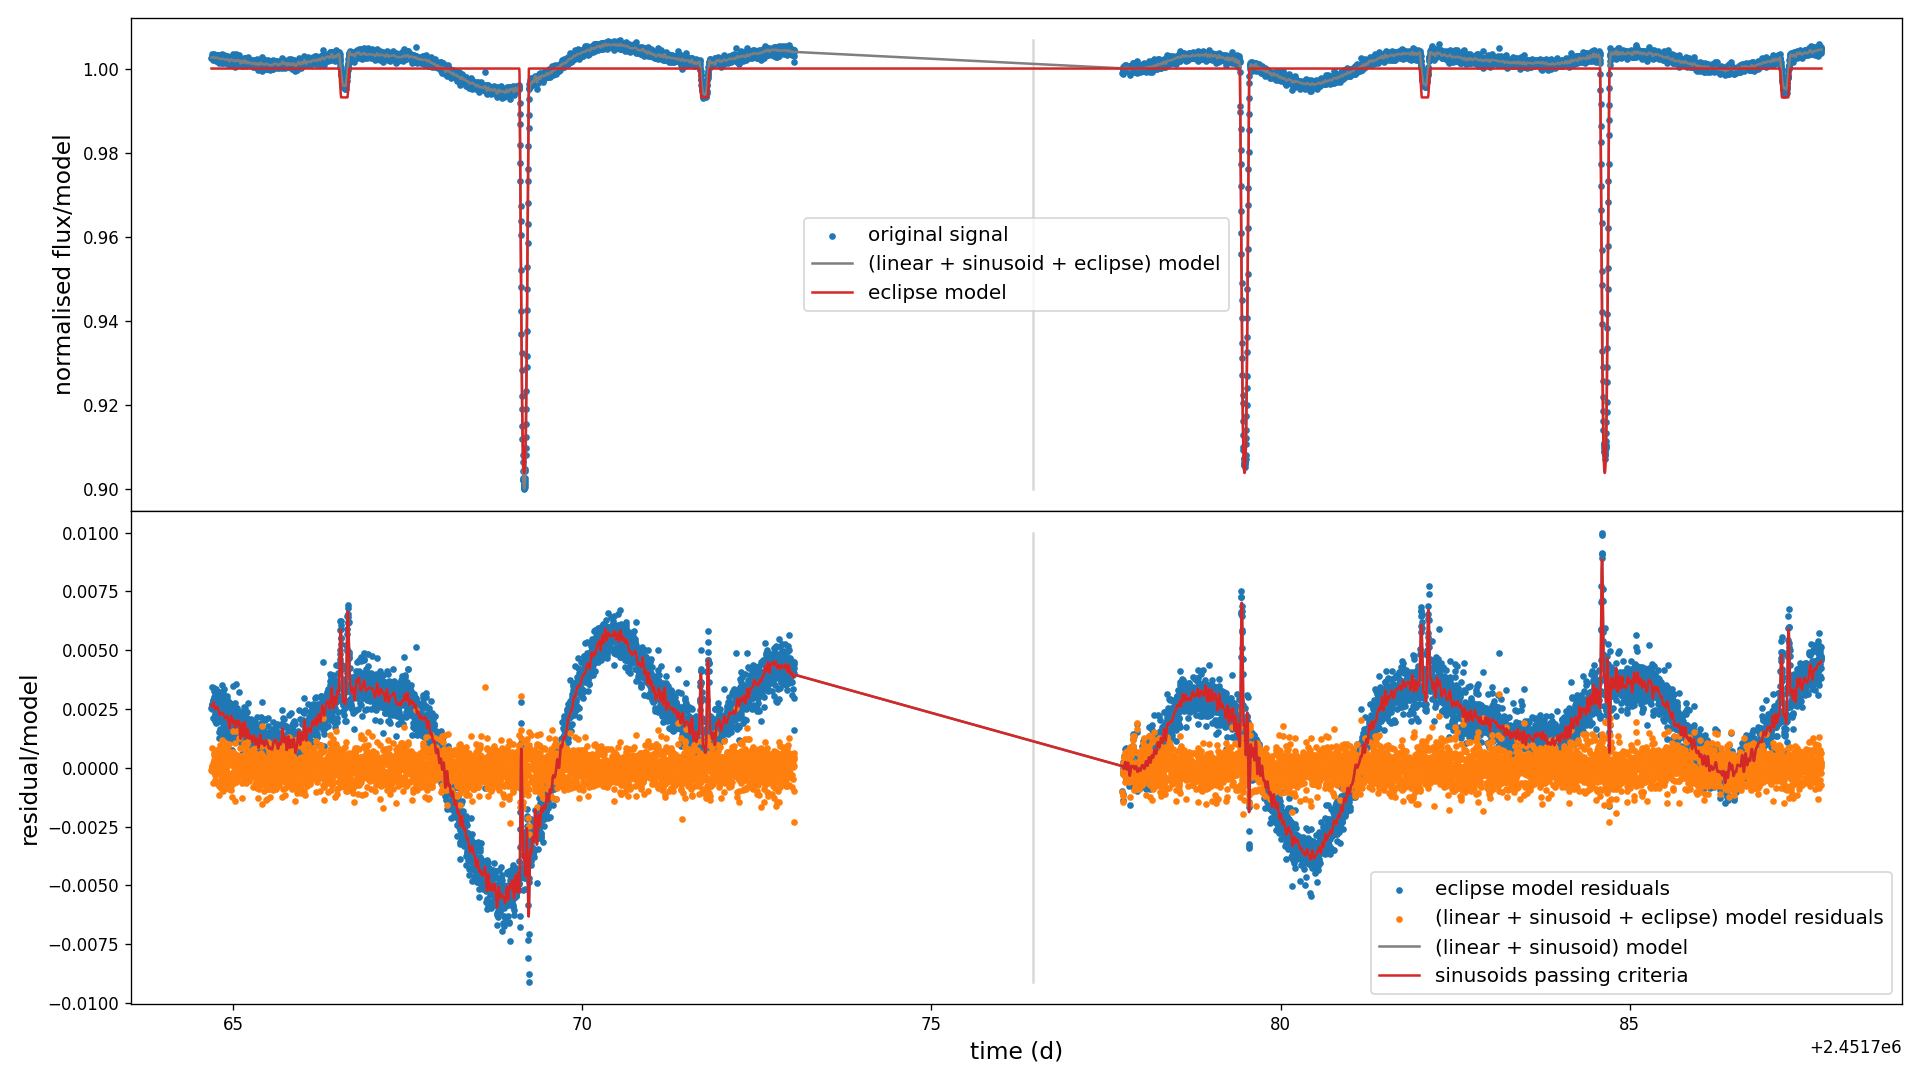 1.00
0.98
0.96
0.94
0.92
0.90
normalised flux/model
original signal
(linear + sinusoid + eclipse) model
eclipse model
0.0100
0.0075
0.0050
0.0025
0.0000
−0.0025
−0.0050
−0.0075
−0.0100
residual/model
eclipse model residuals
(linear + sinusoid + eclipse) model residuals
(linear + sinusoid) model
sinusoids passing criteria
65 70 75 80 85
time (d)
+2.4517e6